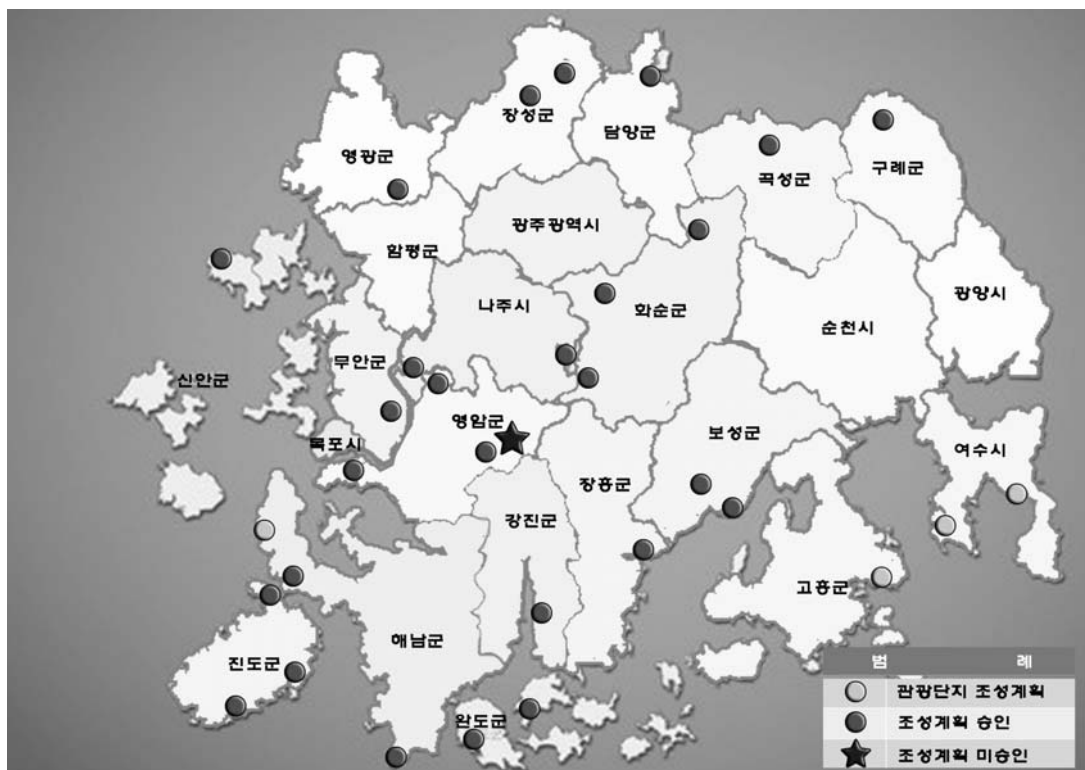 장성군
담양군
영광군
곡성군
구례군
광주광역시
함평군
나주시
화순군
순천시
광양시
무안군
신안군
영암군
목포시
보성군
여수시
장흥군
강진군
고흥군
해남군
진도군
완도군
범 례
관광단지 조성계획
조성계획 승인
조성계획 미승인